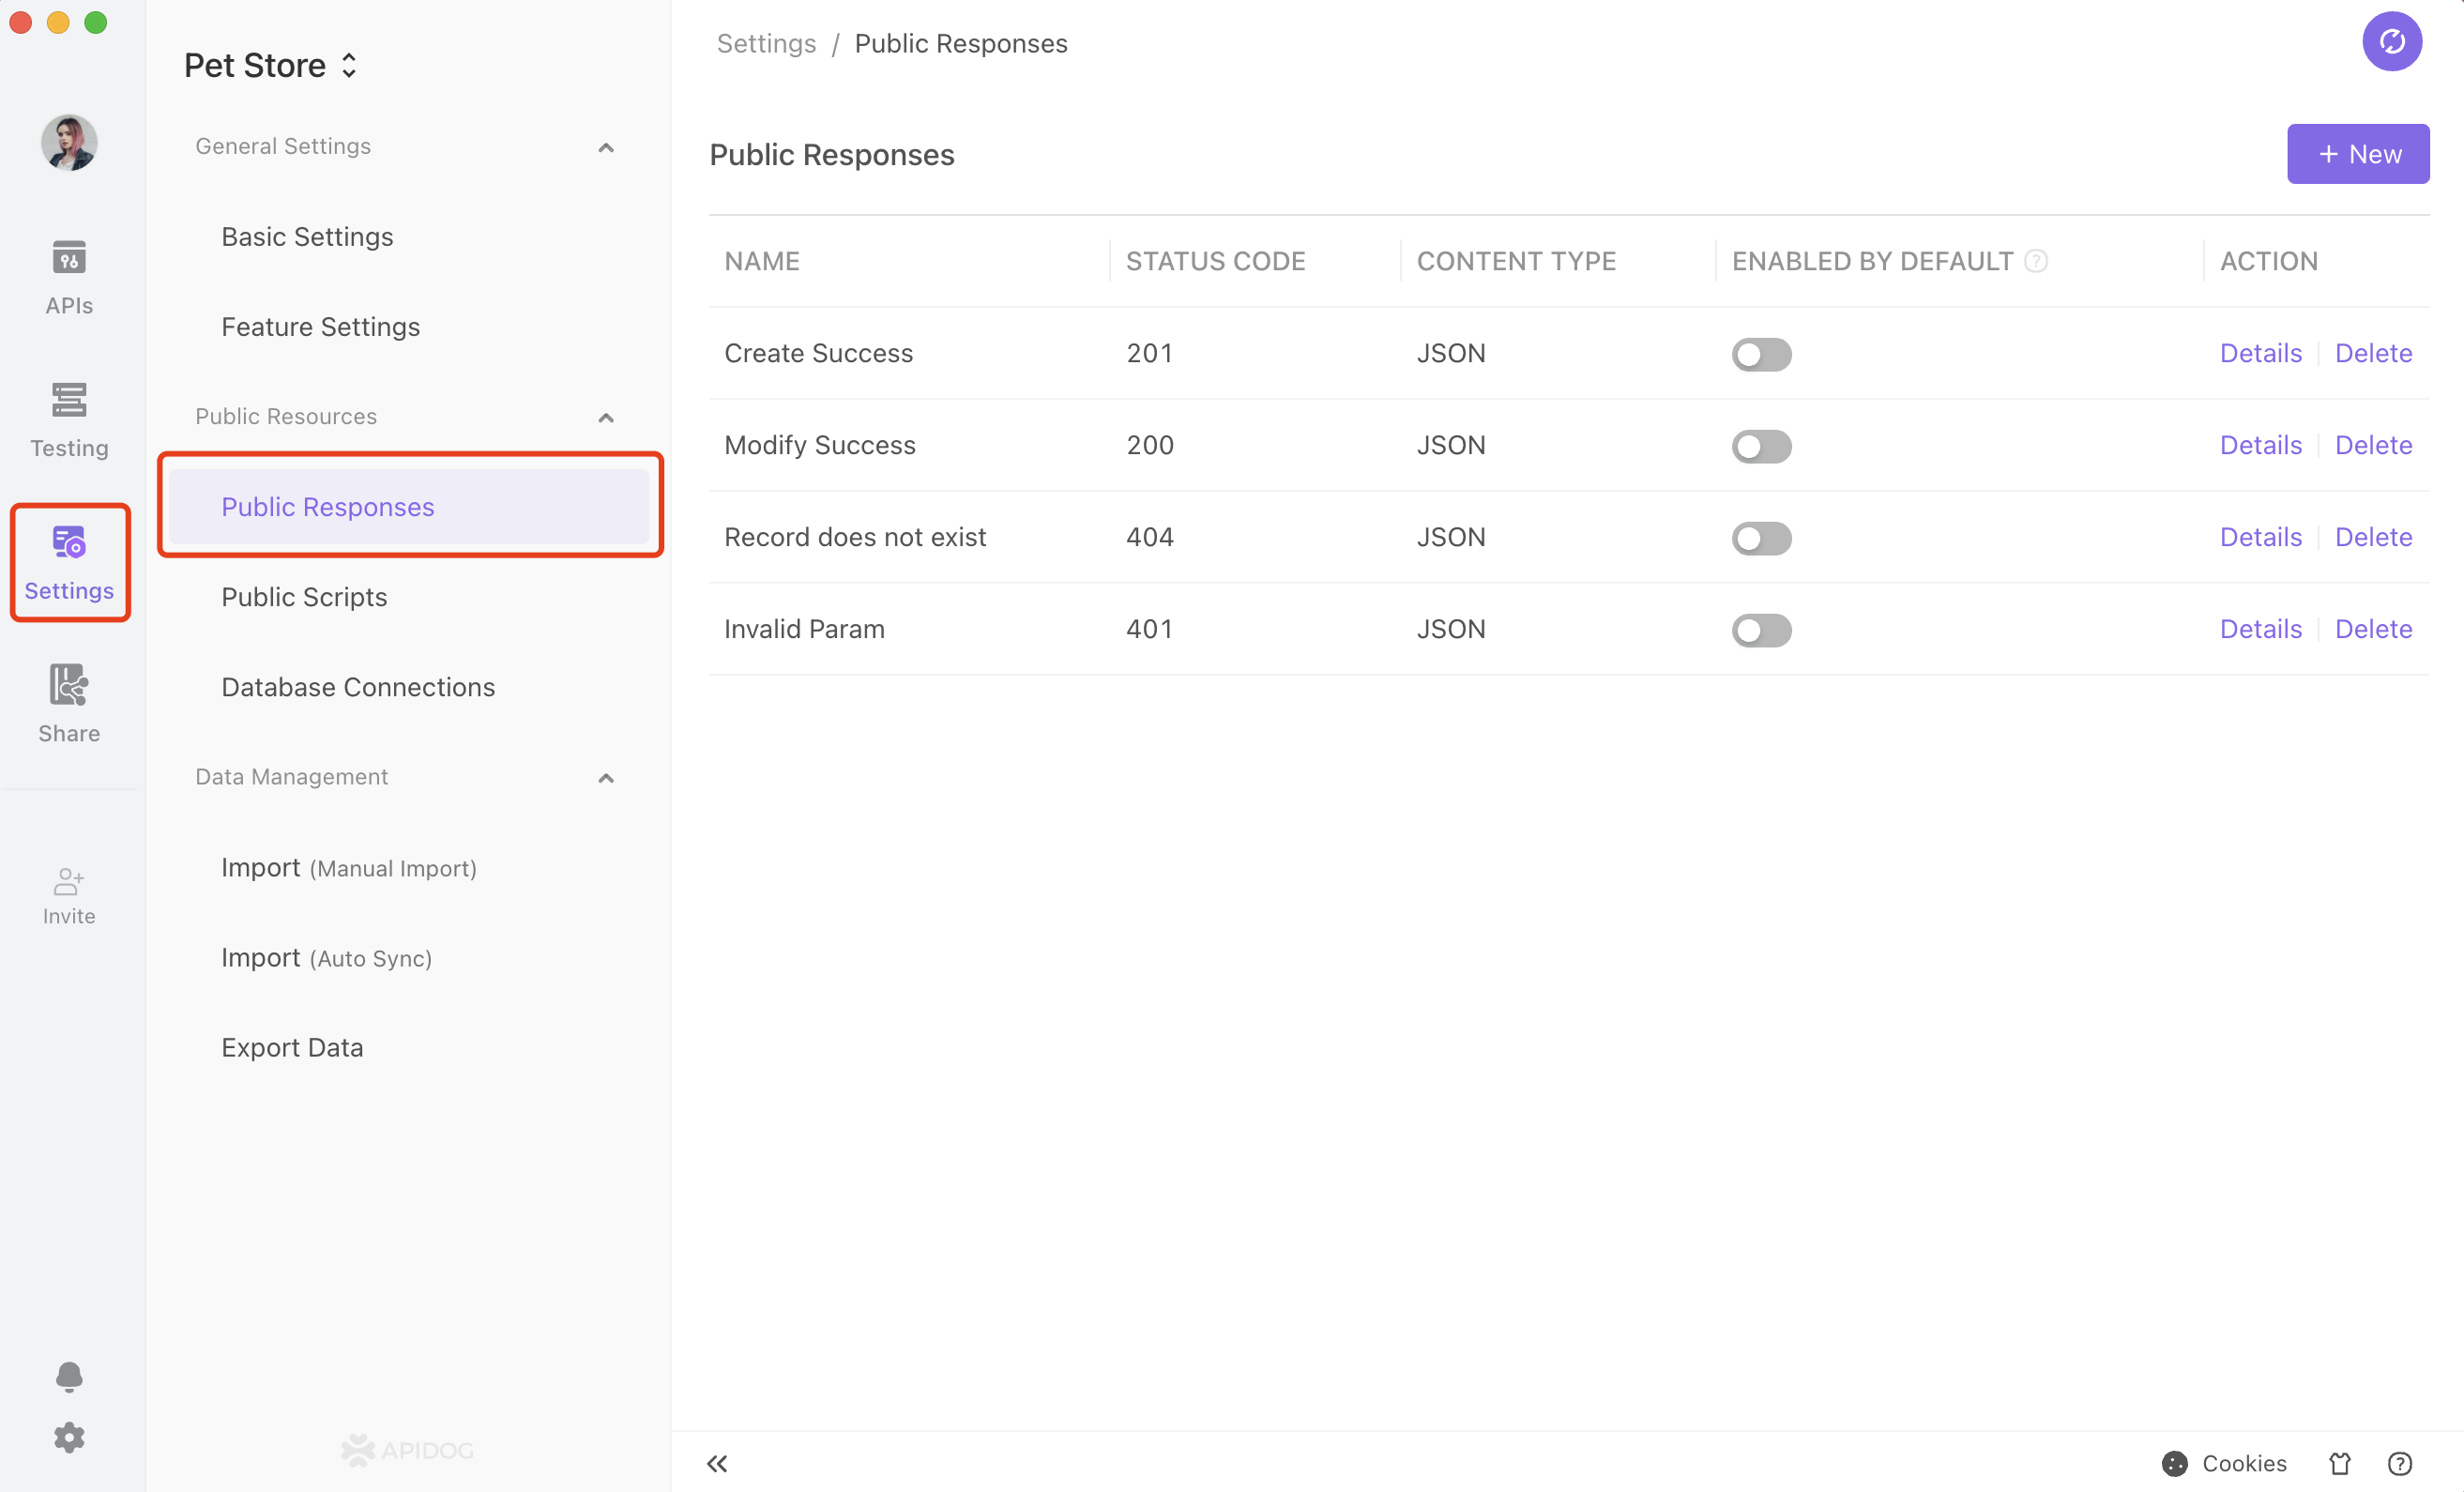 Pet Store
General Settings
Basic Settings
Feature Settings
Public Resources
Public Responses
Public Scripts
Database Connections
Data Management
Import (Manual Import)
Import (Auto Sync)
Export Data
APIDOG
APIs
Testing
Settings
Share
Invite
Settings / Public Responses
Public Responses
+ New
NAME STATUS CODE CONTENT TYPE ENABLED BY DEFAULT ? ACTION
Create Success 201 JSON Details Delete
Modify Success 200 JSON Details Delete
Record does not exist 404 JSON Details Delete
Invalid Param 401 JSON Details Delete
Cookies ?